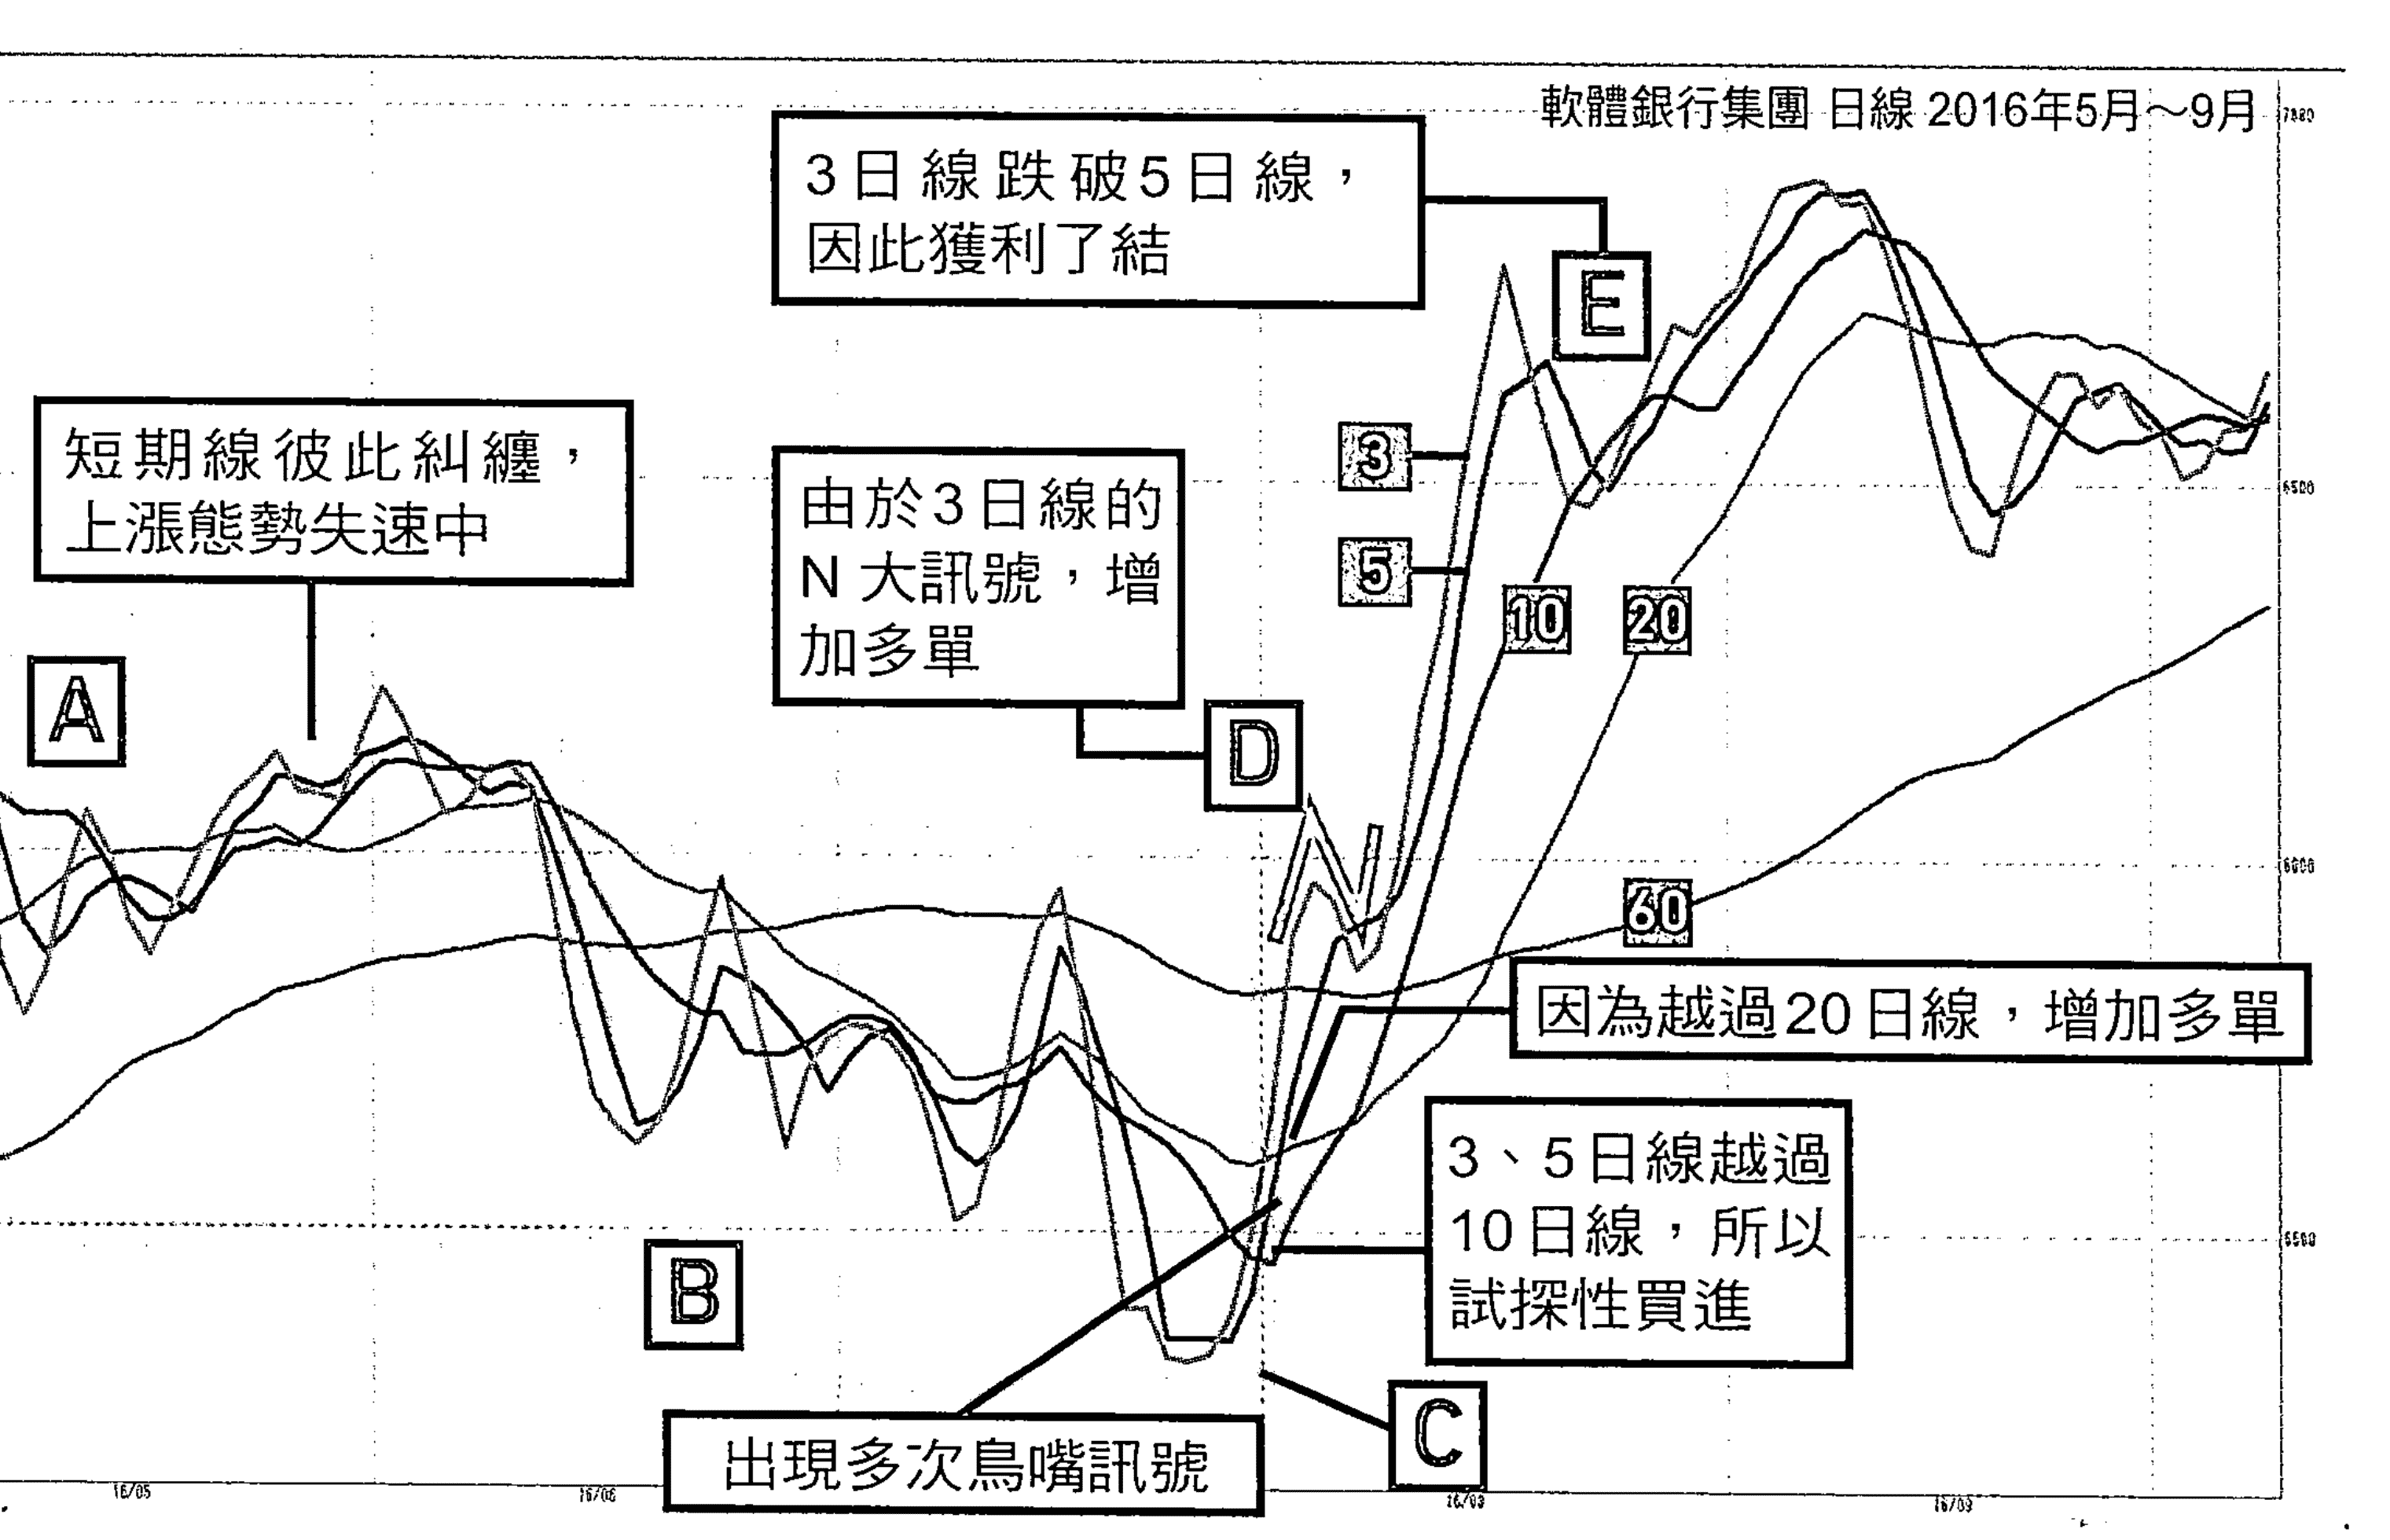 軟體銀行集團 日線 2016年5月～9月
3日線跌破5日線，
因此獲利了結
E
短期線彼此糾纏，
上漲態勢失速中
A
由於3日線的
N大訊號，增
加多單
D
3
5
10
20
60
6500
6000
因為越過20日線，增加多單
3、5日線越過
10日線，所以
試探性買進
B
C
出現多次鳥嘴訊號
16/05